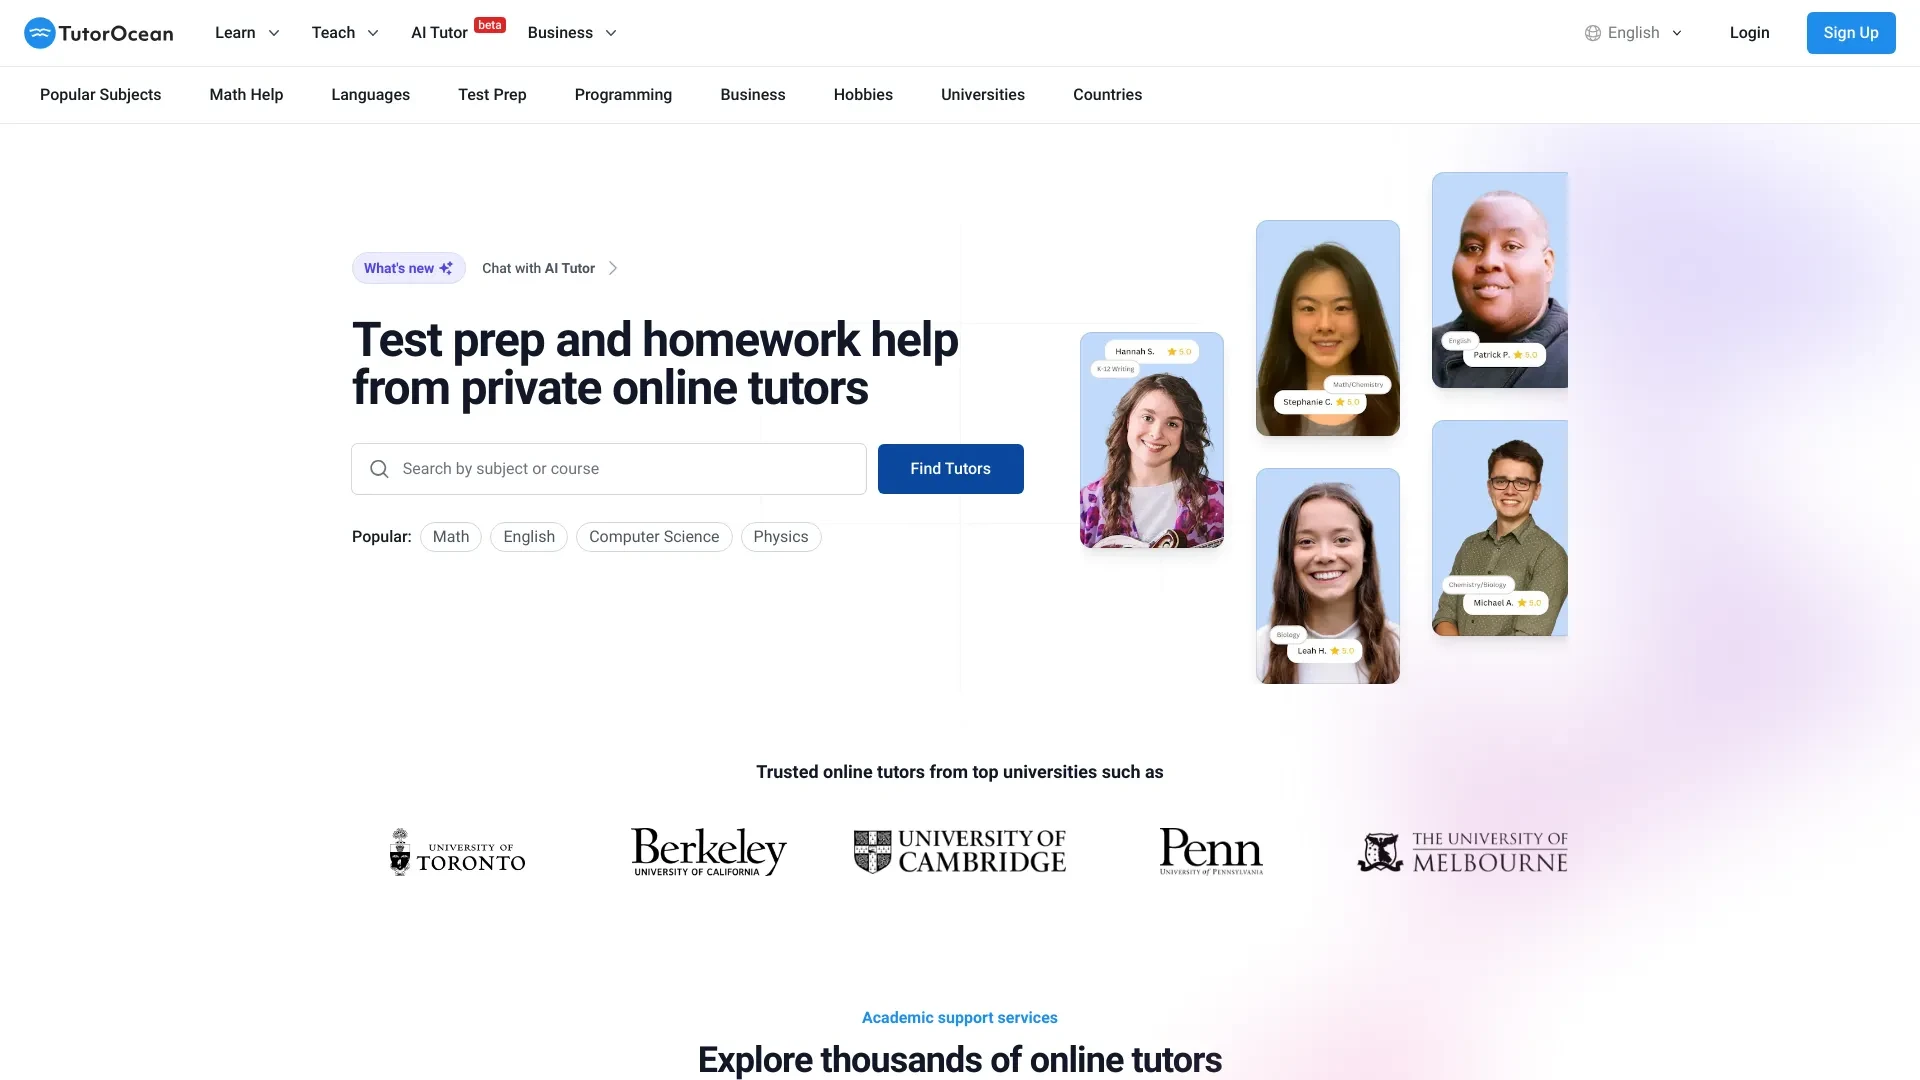 TutorOcean
Learn
Teach
AI Tutor beta
Business
English
Login
Sign Up
Popular Subjects
Math Help
Languages
Test Prep
Programming
Business
Hobbies
Universities
Countries
What's new
Chat with AI Tutor
Test prep and homework help
from private online tutors
Search by subject or course
Find Tutors
Popular:
Math
English
Computer Science
Physics
Hannah S. 5.0
K-12 Writing
Math/Chemistry
Stephanie C. 5.0
English
Patrick P. 5.0
Biology
Leah H. 5.0
Chemistry/Biology
Michael A. 5.0
Trusted online tutors from top universities such as
UNIVERSITY OF
TORONTO
Berkeley
UNIVERSITY OF CALIFORNIA
UNIVERSITY OF
CAMBRIDGE
Penn
UNIVERSITY OF PENNSYLVANIA
THE UNIVERSITY OF
MELBOURNE
Academic support services
Explore thousands of online tutors